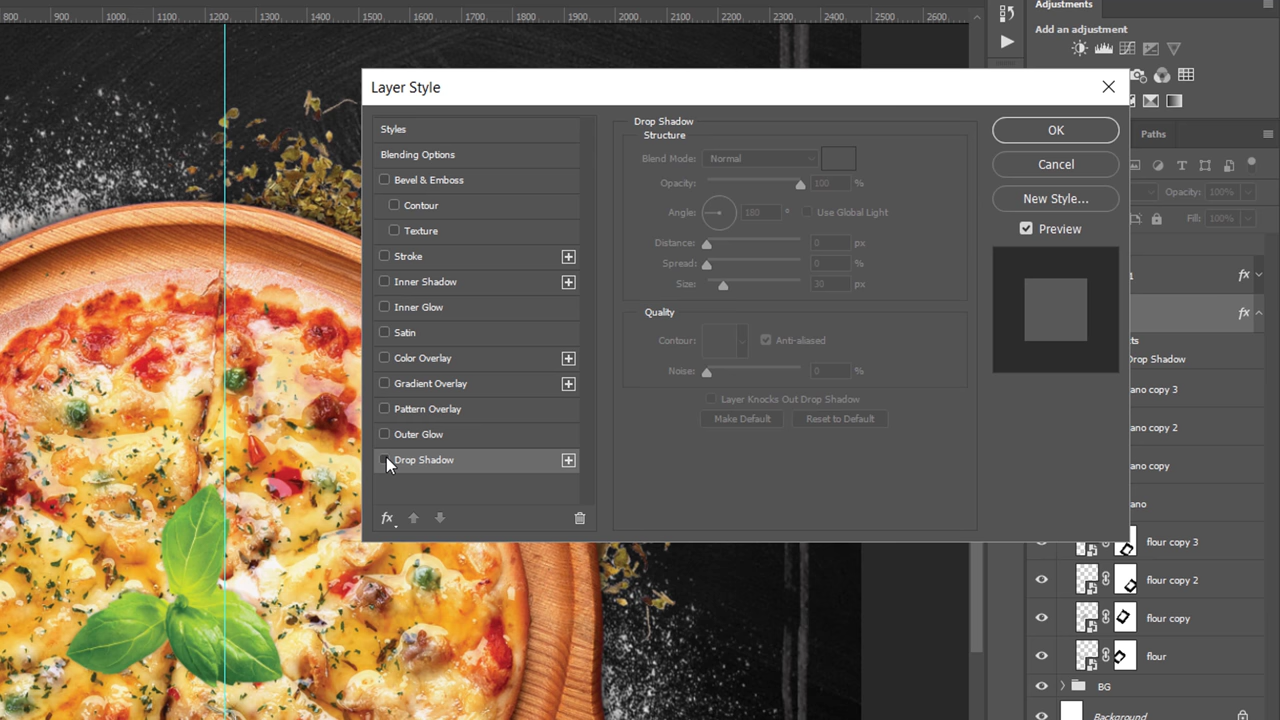 800 900 1000 1100 1200 1300 1400 1500 1600 1700 1800 1900 2000 2100 2200 2300 2400 2500 2600
Adjustments
Add an adjustment
Layer Style
Styles
Blending Options
Bevel & Emboss
Contour
Texture
Stroke
Inner Shadow
Inner Glow
Satin
Color Overlay
Gradient Overlay
Pattern Overlay
Outer Glow
Drop Shadow
fx
Drop Shadow
Structure
Blend Mode: Normal
Opacity: 100 %
Angle: 180 ° Use Global Light
Distance: 0 px
Spread: 0 %
Size: 30 px
Quality
Contour: Anti-aliased
Noise: 0 %
Layer Knocks Out Drop Shadow
Make Default Reset to Default
OK
Cancel
New Style...
Preview
Paths
Opacity: 100%
Fill: 100%
1 fx
fx
cts
Drop Shadow
ano copy 3
ano copy 2
ano copy
ano
flour copy 3
flour copy 2
flour copy
flour
BG
Background